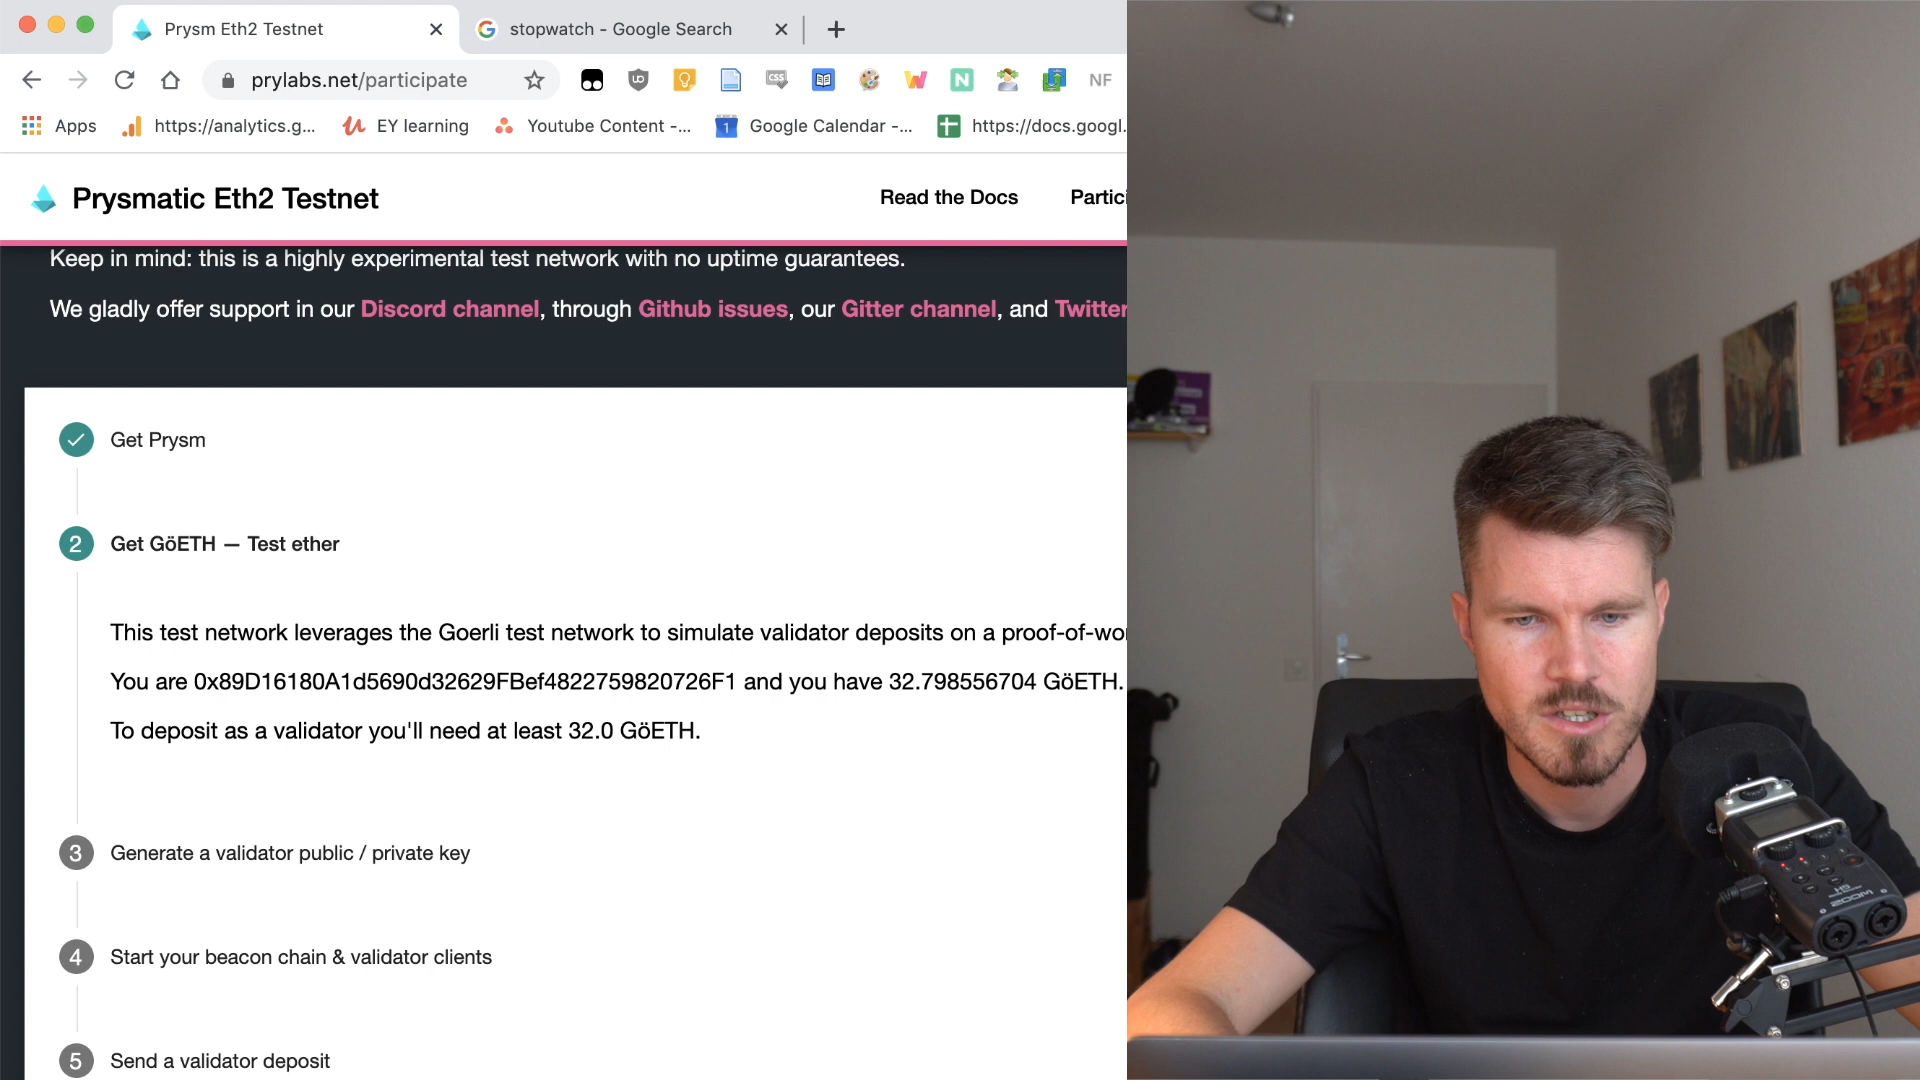 Prysm Eth2 Testnet
stopwatch - Google Search
prylabs.net/participate
NF
Apps
https://analytics.g...
EY learning
Youtube Content -...
1
Google Calendar -...
https://docs.googl.
Prysmatic Eth2 Testnet
Read the Docs
Partici
Keep in mind: this is a highly experimental test network with no uptime guarantees.
We gladly offer support in our Discord channel, through Github issues, our Gitter channel, and Twitter
Get Prysm
2
Get GöETH — Test ether
This test network leverages the Goerli test network to simulate validator deposits on a proof-of-wo
You are 0x89D16180A1d5690d32629FBef4822759820726F1 and you have 32.798556704 GöETH.
To deposit as a validator you'll need at least 32.0 GöETH.
3
Generate a validator public / private key
4
Start your beacon chain & validator clients
5
Send a validator deposit
H5
ZOOM